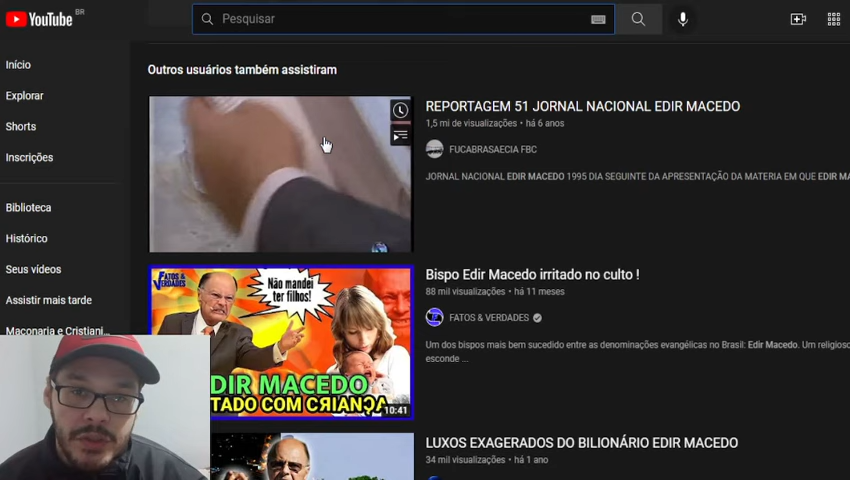 YouTube BR
Pesquisar
Início
Explorar
Shorts
Inscrições
Biblioteca
Histórico
Seus vídeos
Assistir mais tarde
Maçonaria e Cristiani...
Outros usuários também assistiram
REPORTAGEM 51 JORNAL NACIONAL EDIR MACEDO
1,5 mi de visualizações • há 6 anos
FUCABRASAECIA FBC
JORNAL NACIONAL EDIR MACEDO 1995 DIA SEGUINTE DA APRESENTAÇÃO DA MATERIA EM QUE EDIR
FATOS &
VERDADES
Não mandei
ter filhos!
DIR MACEDO
TADO COM CRIANÇA
10:41
Bispo Edir Macedo irritado no culto !
88 mil visualizações • há 11 meses
FATOS & VERDADES
Um dos bispos mais bem sucedido entre as denominações evangélicas no Brasil: Edir Macedo. Um religioso
esconde ...
LUXOS EXAGERADOS DO BILIONÁRIO EDIR MACEDO
34 mil visualizações • há 1 ano